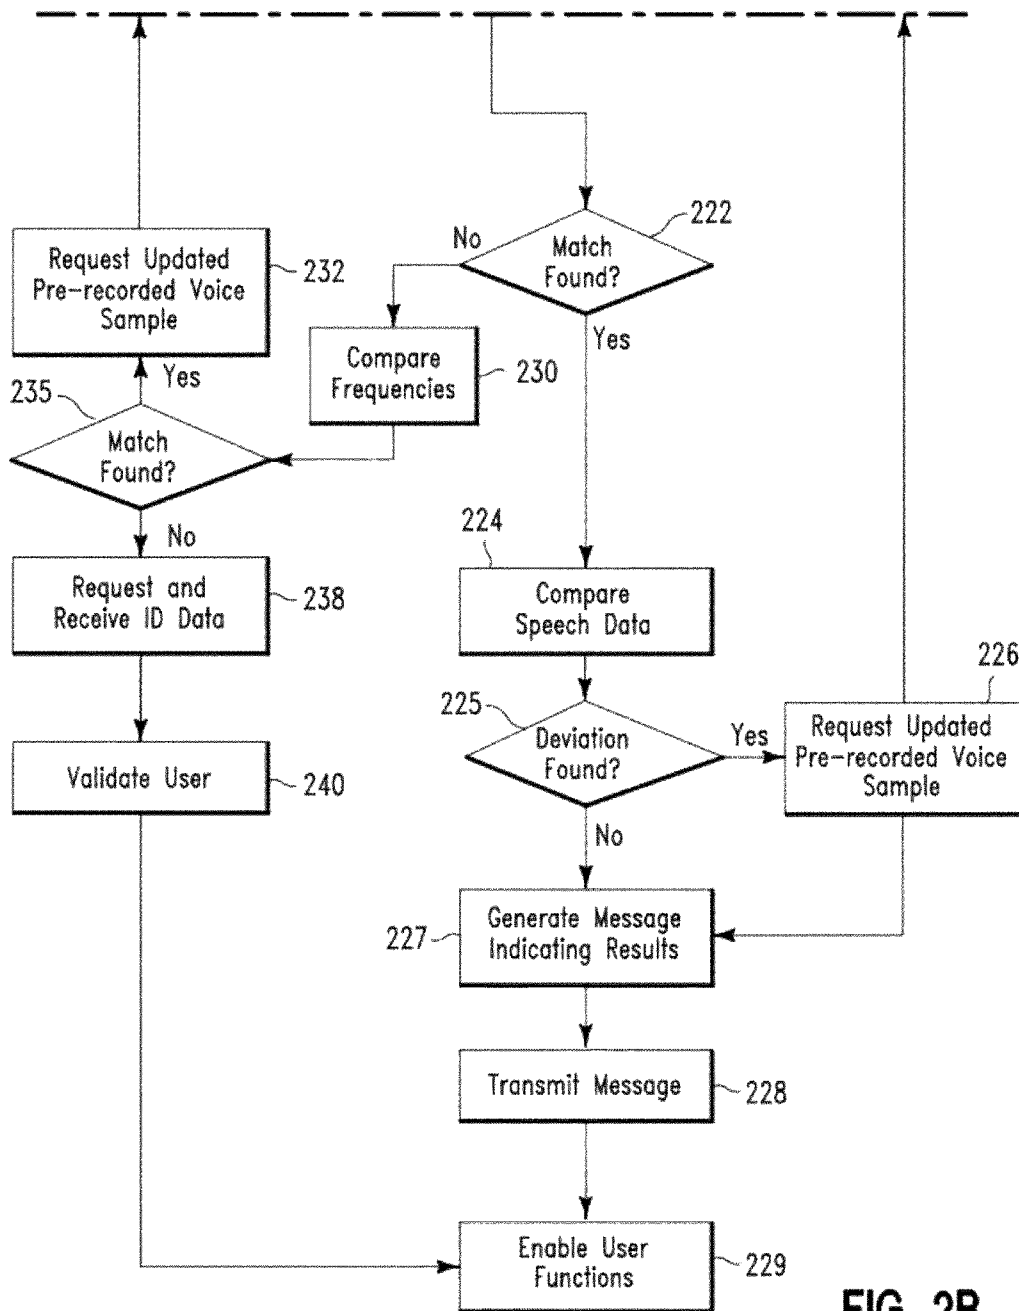 222
No
Match
Found?
Request Updated
Pre-recorded Voice
Sample
232
Yes
Compare
Frequencies
230
Yes
235
Match
Found?
No
224
Request and
Receive ID Data
238
Compare
Speech Data
226
225
Deviation
Found?
Yes
Request Updated
Pre-recorded Voice
Sample
Validate User
240
No
227
Generate Message
Indicating Results
Transmit Message
228
Enable User
Functions
229
FIG. 2B